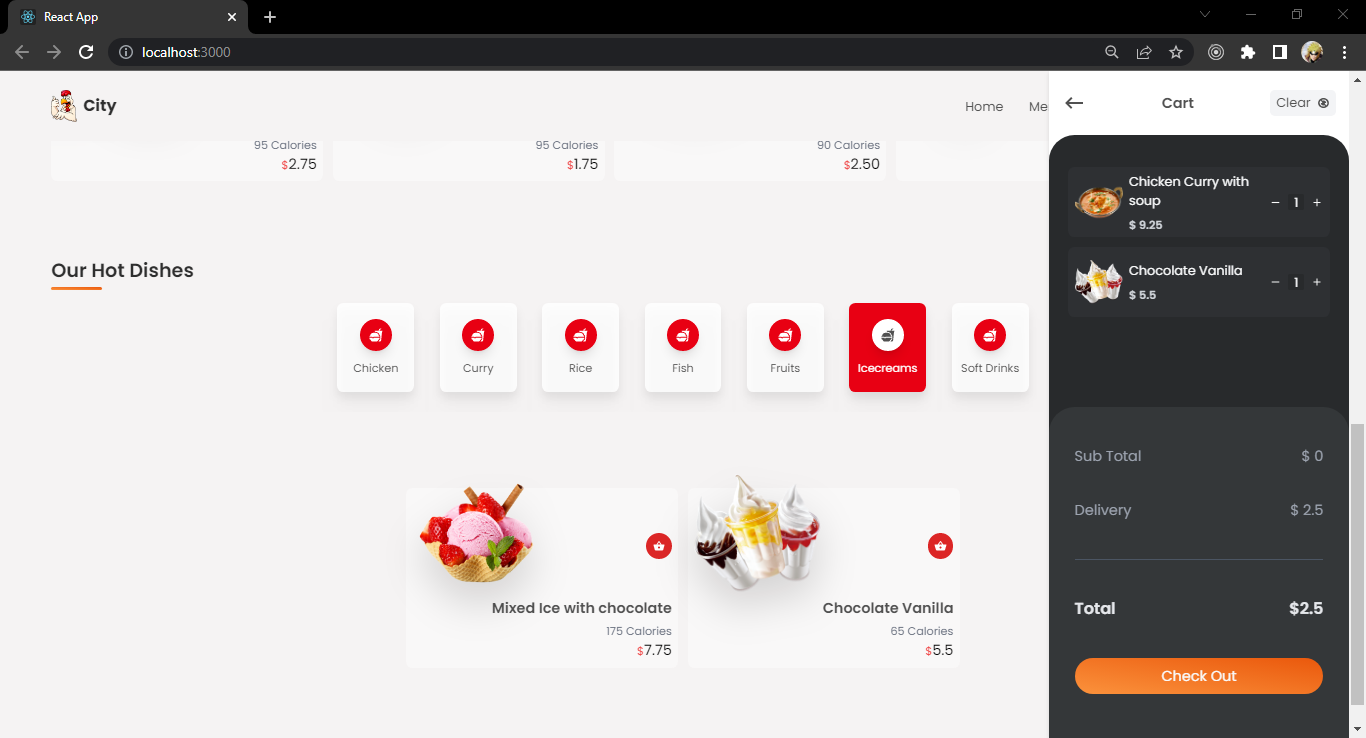 React App
localhost:3000
City
Home
Me
Cart
Clear
95 Calories
$2.75
95 Calories
$1.75
90 Calories
$2.50
Chicken Curry with
soup
$ 9.25
− 1 +
Chocolate Vanilla
$ 5.5
− 1 +
Our Hot Dishes
Chicken
Curry
Rice
Fish
Fruits
Icecreams
Soft Drinks
Mixed Ice with chocolate
175 Calories
$7.75
Chocolate Vanilla
65 Calories
$5.5
Sub Total $ 0
Delivery $ 2.5
Total $2.5
Check Out